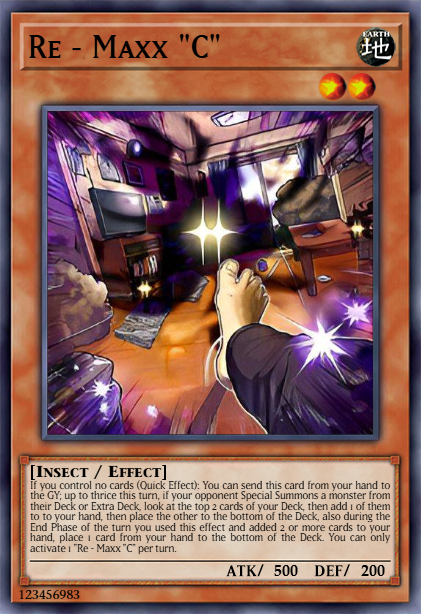 Re - Maxx "C"
EARTH
地
[Insect / Effect]
If you control no cards (Quick Effect): You can send this card from your hand to
the GY; up to thrice this turn, if your opponent Special Summons a monster from
their Deck or Extra Deck, look at the top 2 cards of your Deck, then add 1 of them
to to your hand, then place the other to the bottom of the Deck, also during the
End Phase of the turn you used this effect and added 2 or more cards to your
hand, place 1 card from your hand to the bottom of the Deck. You can only
activate 1 "Re - Maxx "C" per turn.
ATK/ 500 DEF/ 200
123456983